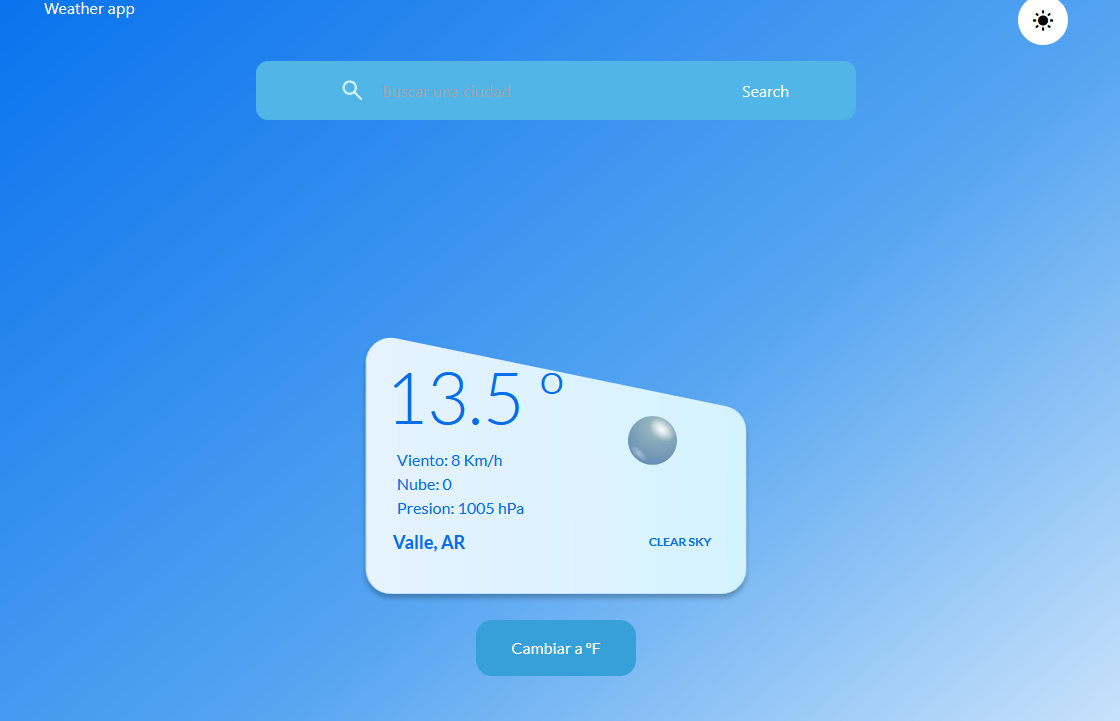 Weather app
Buscar una ciudad
Search
13.5 º
Viento: 8 Km/h
Nube: 0
Presion: 1005 hPa
Valle, AR
CLEAR SKY
Cambiar a ºF